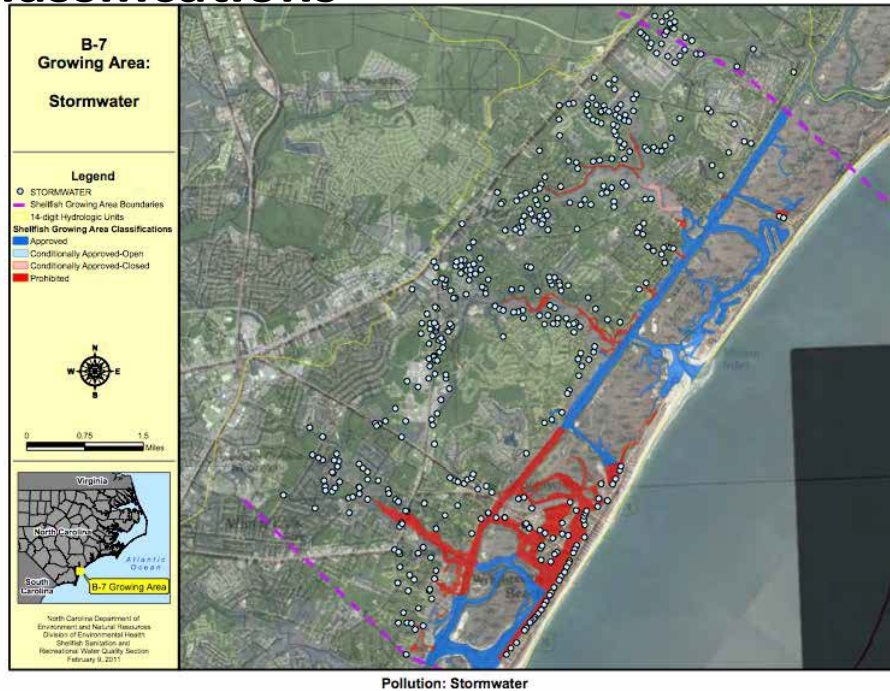 B-7
Growing Area:
Stormwater
Legend
STORMWATER
Shellfish Growing Area Boundaries
14-digit Hydrologic Units
Shellfish Growing Area Classifications
Approved
Conditionally Approved-Open
Conditionally Approved-Closed
Prohibited
N
W E
S
0 0.75 1.5
Miles
Virginia
North Carolina
Atlantic
Ocean
South
Carolina
B-7 Growing Area
North Carolina Department of
Environment and Natural Resources
Division of Environmental Health
Shellfish Sanitation and
Recreational Water Quality Section
February 9, 2011
Inlet
Beach
Pollution: Stormwater